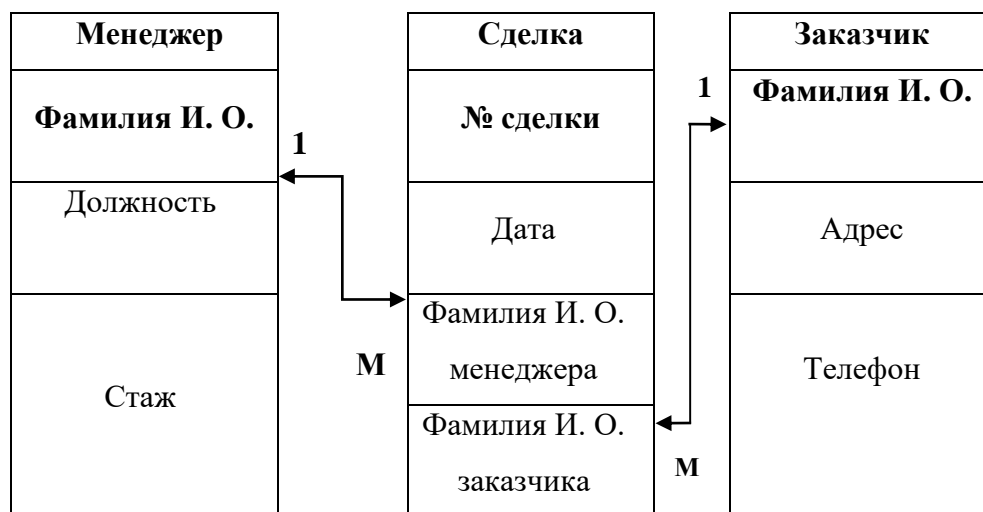 Менеджер
Фамилия И. О.
Должность
Стаж
1
М
Сделка
№ сделки
Дата
Фамилия И. О.
менеджера
Фамилия И. О.
заказчика
1
М
Заказчик
Фамилия И. О.
Адрес
Телефон